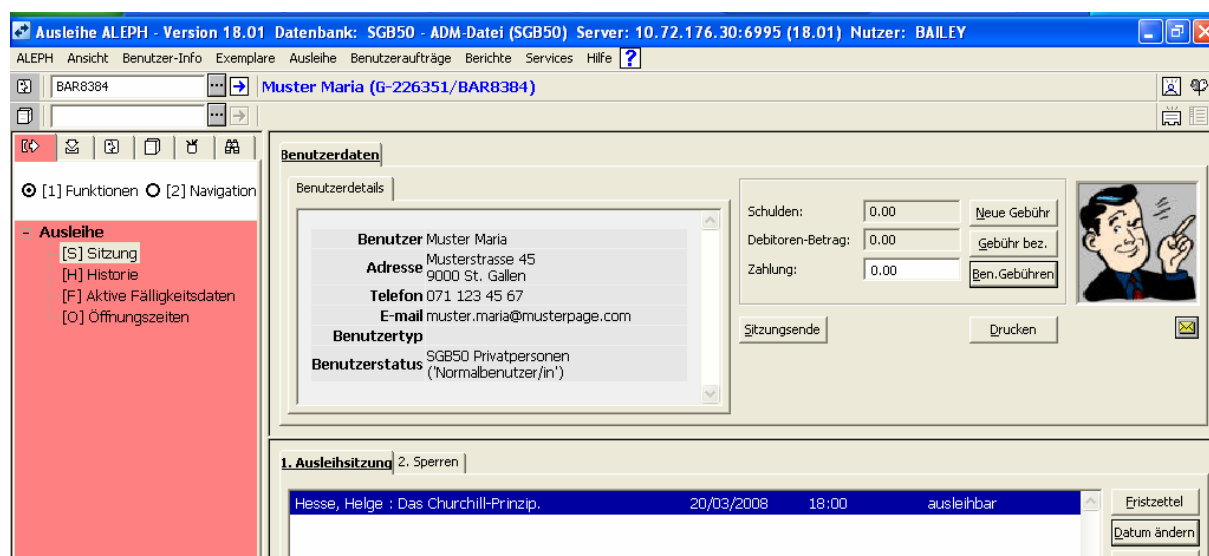 Ausleihe ALEPH - Version 18.01 Datenbank: SGB50 - ADM-Datei (SGB50) Server: 10.72.176.30:6995 (18.01) Nutzer: BAILEY
ALEPH Ansicht Benutzer-Info Exemplare Ausleihe Benutzeraufträge Berichte Services Hilfe ?
BAR8384 ... Muster Maria (G-226351/BAR8384)
...
[1] Funktionen [2] Navigation
Ausleihe
[S] Sitzung
[H] Historie
[F] Aktive Fälligkeitsdaten
[O] Öffnungszeiten
Benutzerdaten
Benutzerdetails
Benutzer Muster Maria
Adresse Musterstrasse 45
9000 St. Gallen
Telefon 071 123 45 67
E-mail muster.maria@musterpage.com
Benutzertyp
Benutzerstatus SGB50 Privatpersonen
('Normalbenutzer/in')
Schulden: 0.00 Neue Gebühr
Debitoren-Betrag: 0.00 Gebühr bez.
Zahlung: 0.00 Ben.Gebühren
Sitzungsende Drucken
1. Ausleihsitzung 2. Sperren
Hesse, Helge : Das Churchill-Prinzip. 20/03/2008 18:00 ausleihbar
Fristzettel
Datum ändern